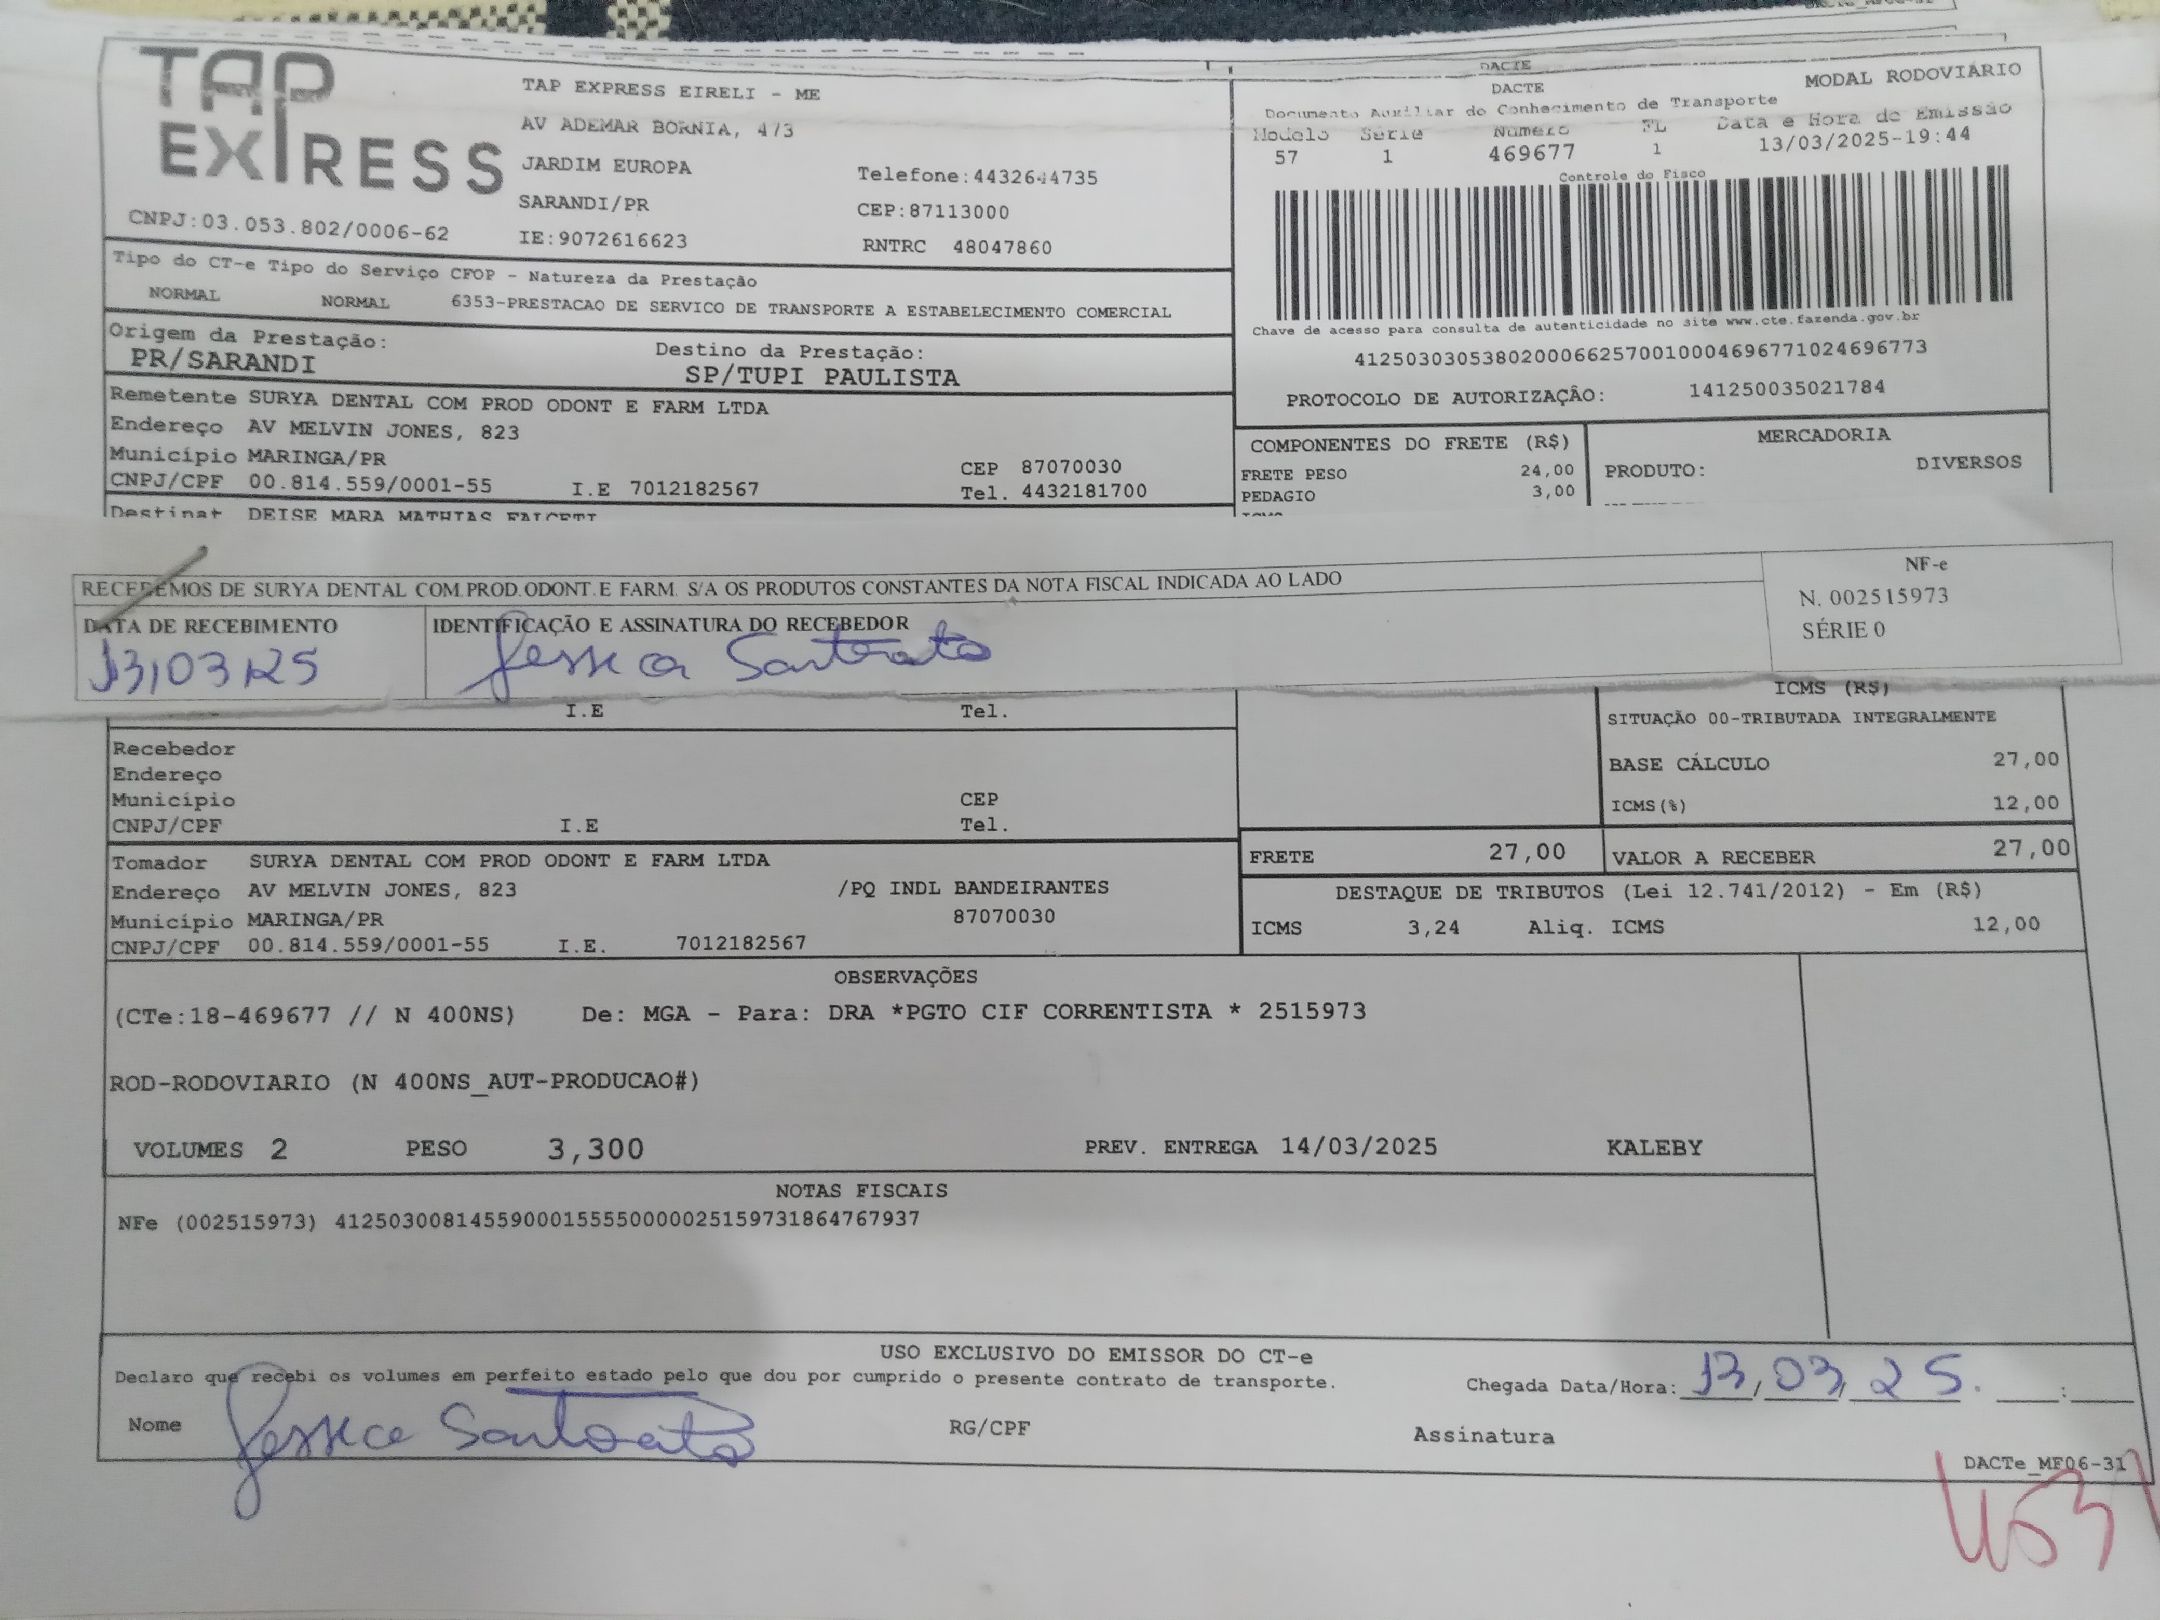 DACTe_MF06-31
TAP
EXPRESS
CNPJ:03.053.802/0006-62
TAP EXPRESS EIRELI - ME
AV ADEMAR BORNIA, 473
JARDIM EUROPA
Telefone:4432644735
SARANDI/PR
CEP:87113000
IE:9072616623
RNTRC 48047860
DACTE
DACTE
MODAL RODOVIÁRIO
Documento Auxiliar do Conhecimento de Transporte
Modelo Série Número FL Data e Hora de Emissão
57 1 469677 1 13/03/2025-19:44
Controle do Fisco
Chave de acesso para consulta de autenticidade no site www.cte.fazenda.gov.br
41250303053802000662570010004696771024696773
PROTOCOLO DE AUTORIZAÇÃO: 141250035021784
Tipo do CT-e Tipo do Serviço CFOP - Natureza da Prestação
NORMAL NORMAL 6353-PRESTACAO DE SERVICO DE TRANSPORTE A ESTABELECIMENTO COMERCIAL
Origem da Prestação:
PR/SARANDI
Destino da Prestação:
SP/TUPI PAULISTA
Remetente SURYA DENTAL COM PROD ODONT E FARM LTDA
Endereço AV MELVIN JONES, 823
Município MARINGA/PR CEP 87070030
CNPJ/CPF 00.814.559/0001-55 I.E 7012182567 Tel. 4432181700
Destinat DEISE MARA MATHIAS FALCETI
COMPONENTES DO FRETE (R$)
FRETE PESO 24,00
PEDAGIO 3,00
ICMS
MERCADORIA
PRODUTO: DIVERSOS
RECEBEMOS DE SURYA DENTAL COM.PROD.ODONT.E FARM. S/A OS PRODUTOS CONSTANTES DA NOTA FISCAL INDICADA AO LADO
DATA DE RECEBIMENTO
13/03/25
IDENTIFICAÇÃO E ASSINATURA DO RECEBEDOR
Jessica Santorato
NF-e
N. 002515973
SÉRIE 0
I.E Tel.
Recebedor
Endereço
Município CEP
CNPJ/CPF I.E Tel.
ICMS (R$)
SITUAÇÃO 00-TRIBUTADA INTEGRALMENTE
BASE CÁLCULO 27,00
ICMS(%) 12,00
FRETE 27,00 VALOR A RECEBER 27,00
Tomador SURYA DENTAL COM PROD ODONT E FARM LTDA
Endereço AV MELVIN JONES, 823 /PQ INDL BANDEIRANTES
Município MARINGA/PR 87070030
CNPJ/CPF 00.814.559/0001-55 I.E. 7012182567
DESTAQUE DE TRIBUTOS (Lei 12.741/2012) - Em (R$)
ICMS 3,24 Aliq. ICMS 12,00
OBSERVAÇÕES
(CTe:18-469677 // N 400NS) De: MGA - Para: DRA *PGTO CIF CORRENTISTA * 2515973
ROD-RODOVIARIO (N 400NS_AUT-PRODUCAO#)
VOLUMES 2 PESO 3,300 PREV. ENTREGA 14/03/2025 KALEBY
NOTAS FISCAIS
NFe (002515973) 41250300814559000155550000025159731864767937
USO EXCLUSIVO DO EMISSOR DO CT-e
Declaro que recebi os volumes em perfeito estado pelo que dou por cumprido o presente contrato de transporte.
Chegada Data/Hora: 13/03/25. :
Nome Jessica Santorato RG/CPF Assinatura
DACTe_MF06-31